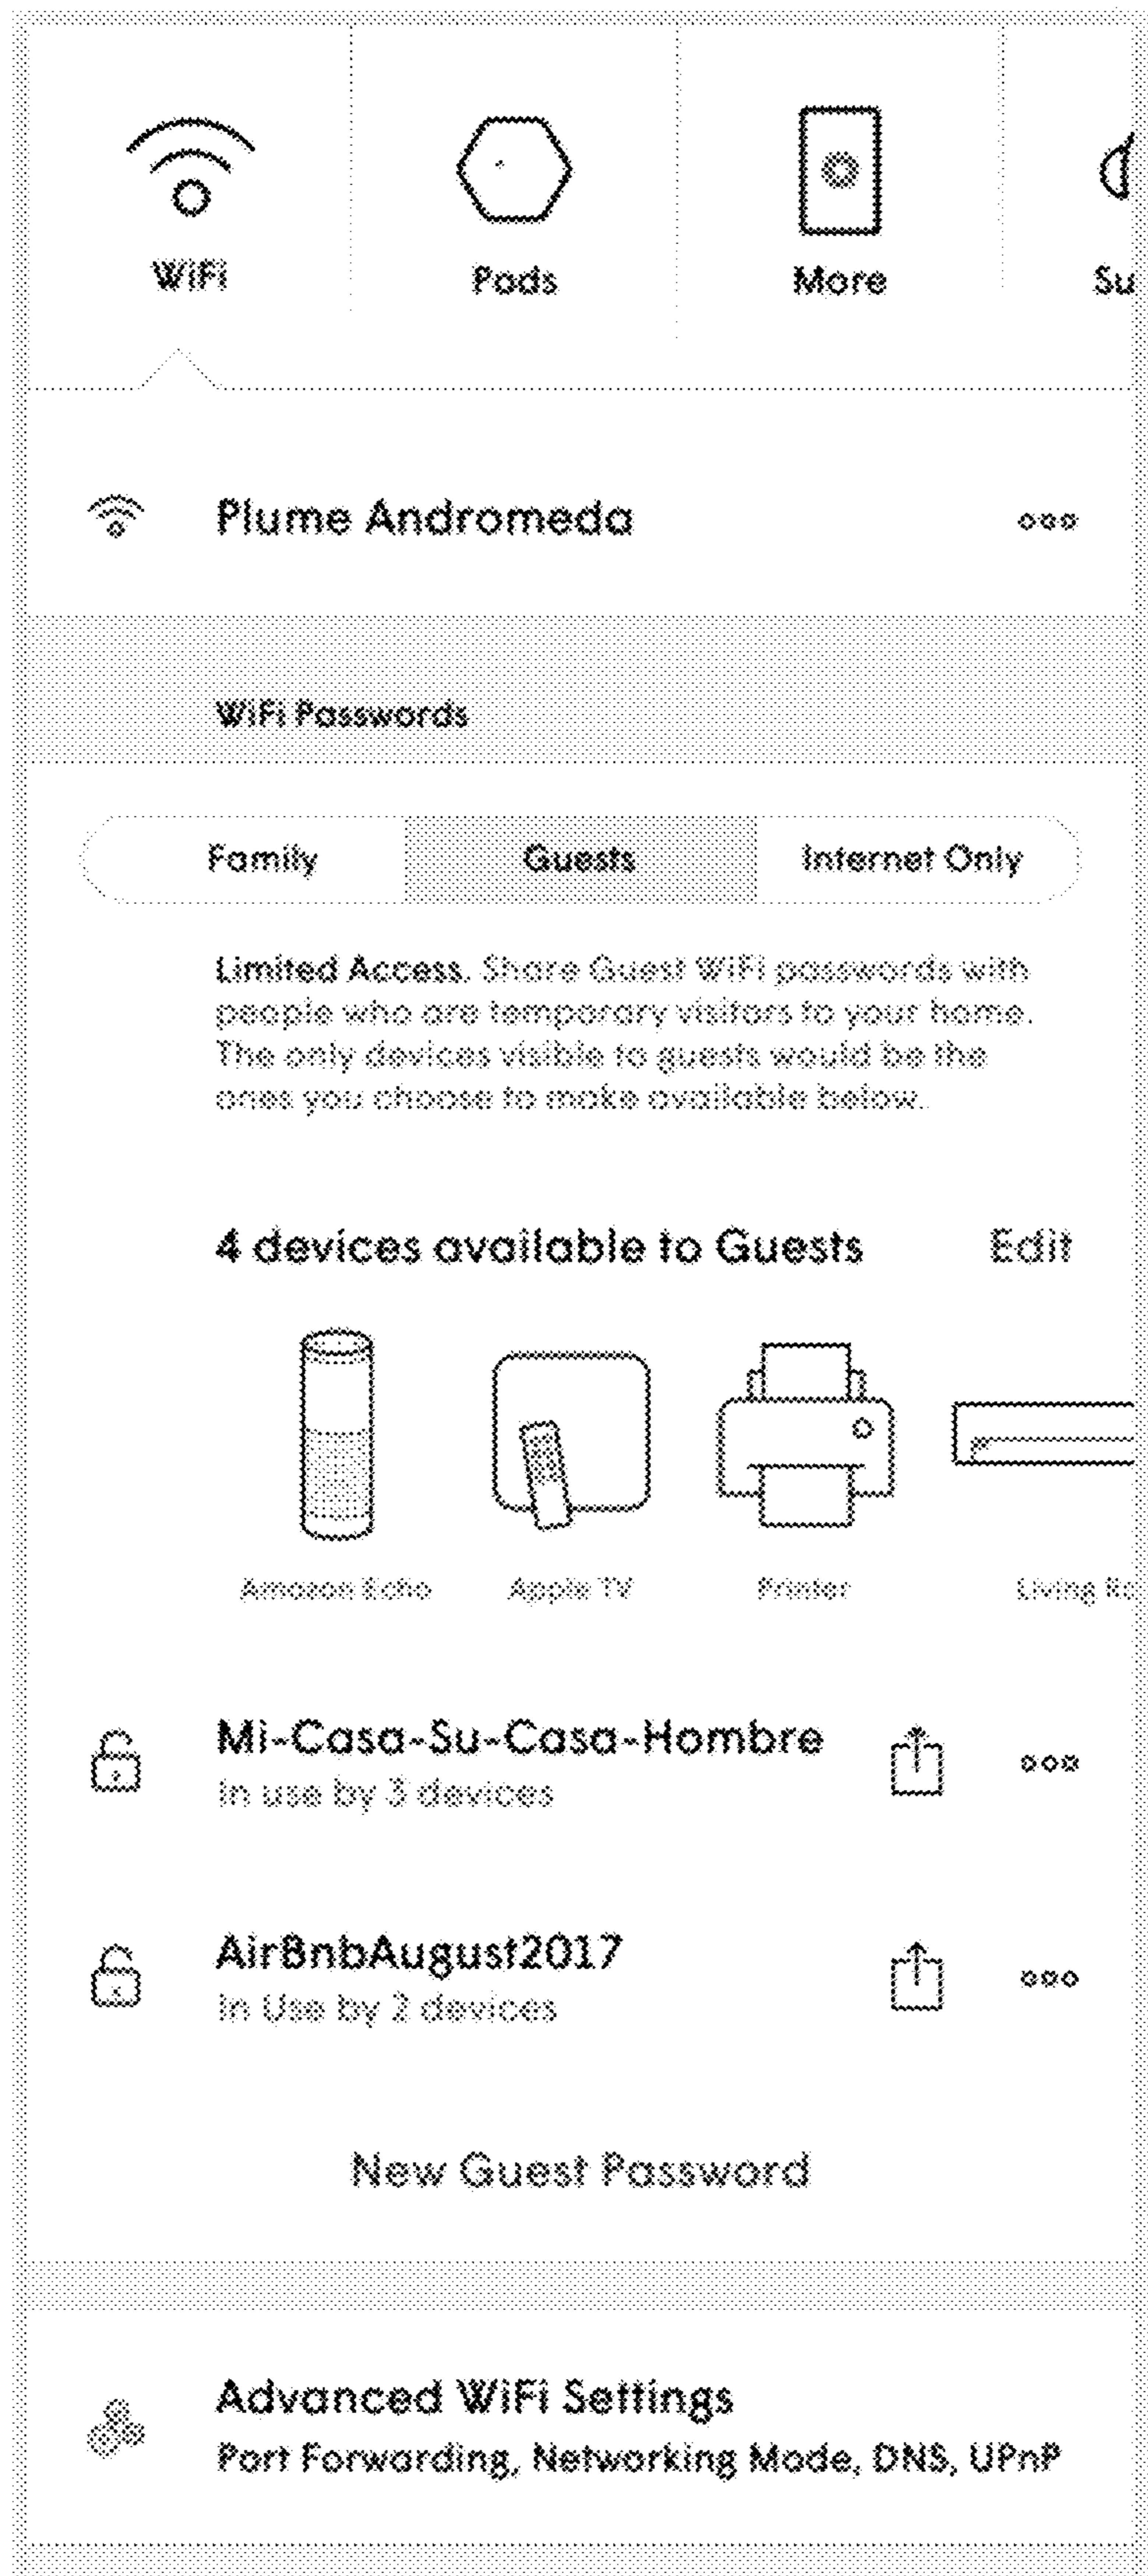 WiFi
Pods
More
Su
Plume Andromeda
WiFi Passwords
Family
Guests
Internet Only
Limited Access. Share Guest WiFi passwords with
people who are temporary visitors to your home.
The only devices visible to guests would be the
ones you choose to make available below.
4 devices available to Guests
Edit
Amazon Echo
Apple TV
Printer
Living Ro
Mi-Casa-Su-Casa-Hombre
In use by 3 devices
AirBnbAugust2017
In Use by 2 devices
New Guest Password
Advanced WiFi Settings
Port Forwarding, Networking Mode, DNS, UPnP